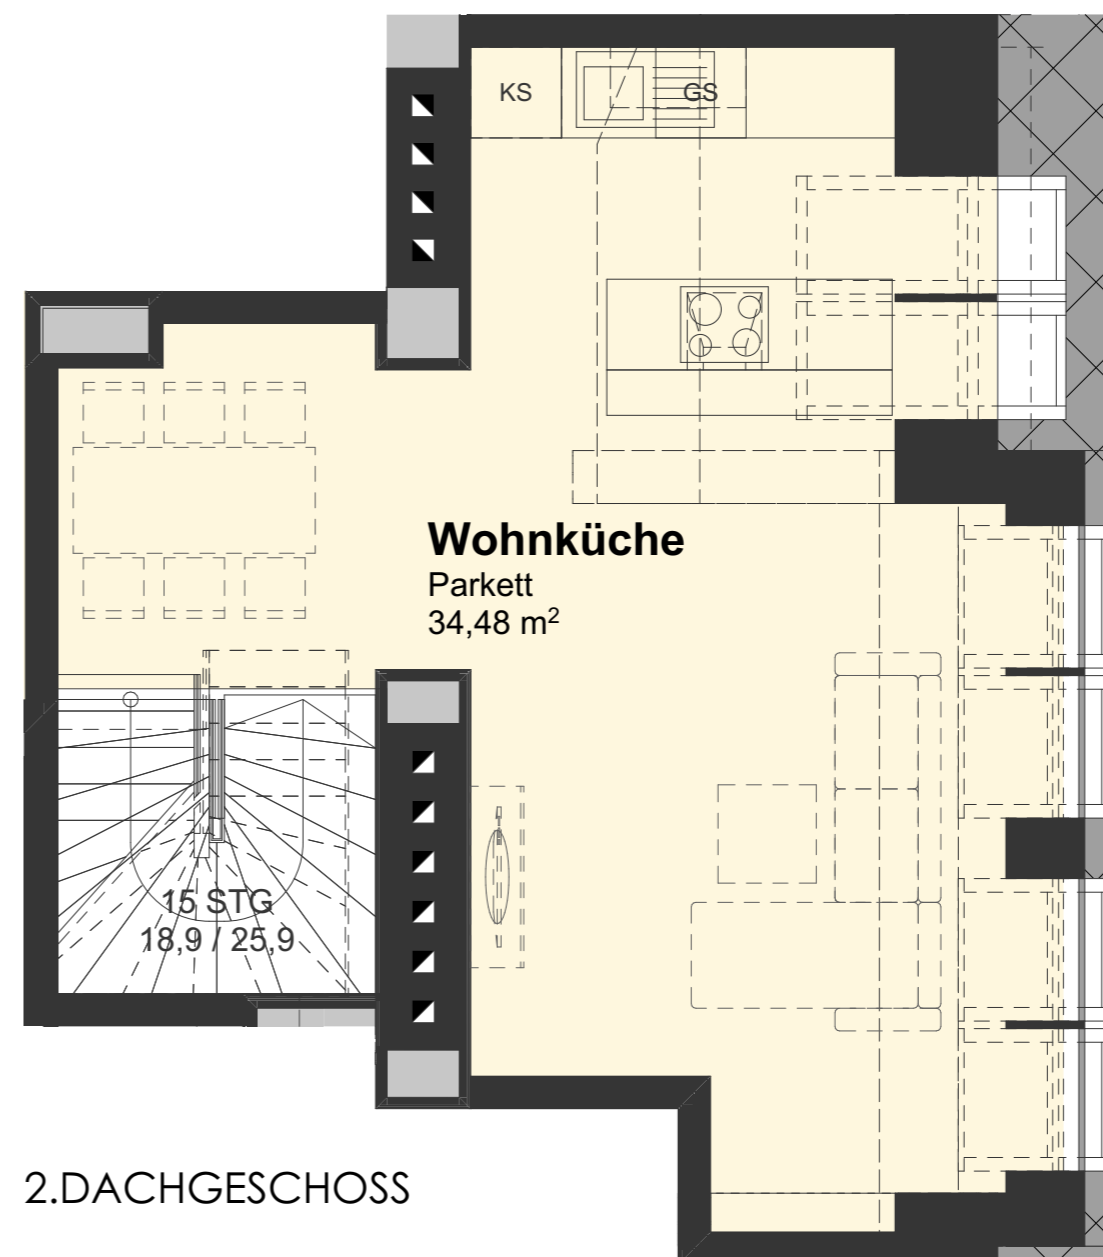 KS
GS
Wohnküche
Parkett
34,48 m²
15 STG
18,9 / 25,9
2.DACHGESCHOSS